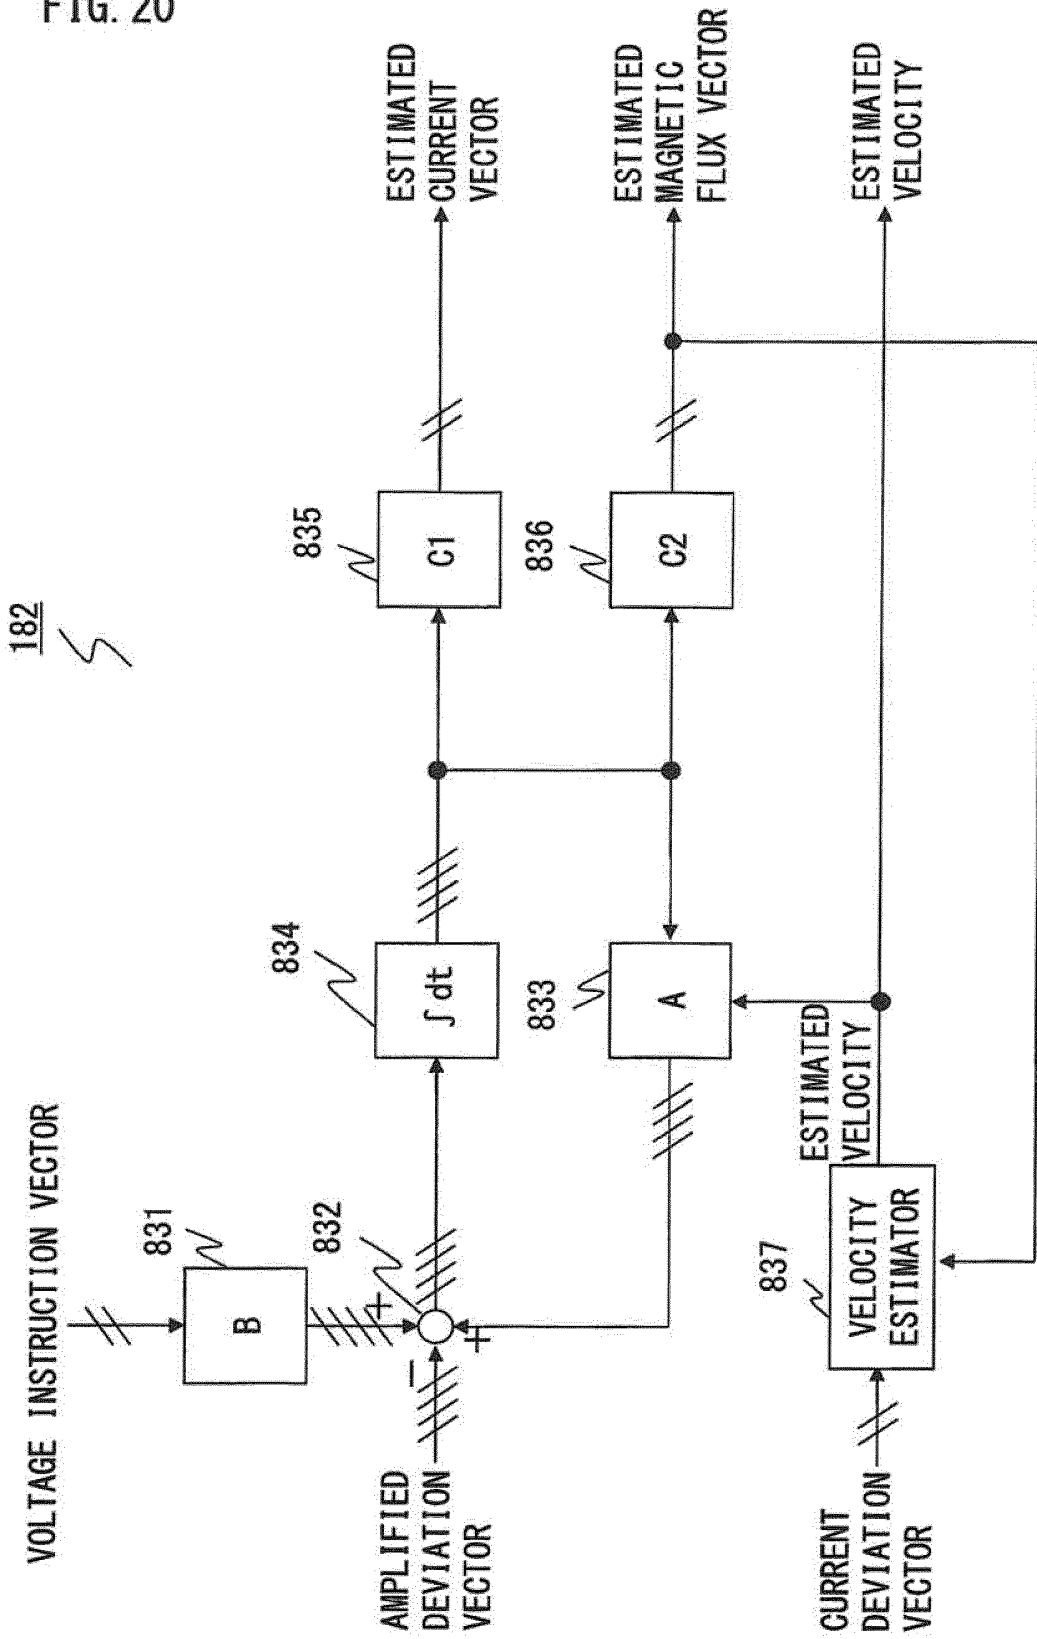 FIG. 20
182
VOLTAGE INSTRUCTION VECTOR
831
B
+
832
AMPLIFIED
DEVIATION
VECTOR
−
+
834
∫dt
835
C1
ESTIMATED
CURRENT
VECTOR
833
A
836
C2
ESTIMATED
MAGNETIC
FLUX VECTOR
ESTIMATED
VELOCITY
837
VELOCITY
ESTIMATOR
CURRENT
DEVIATION
VECTOR
ESTIMATED
VELOCITY